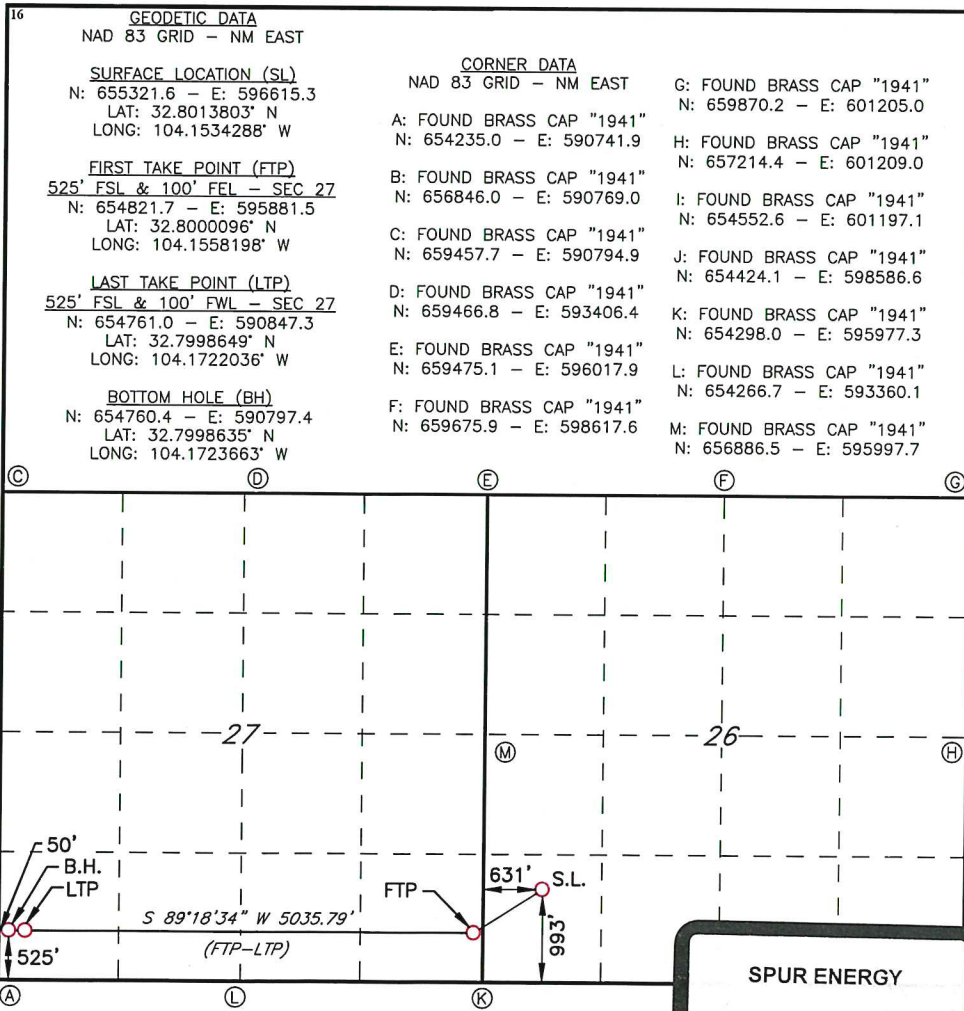 16
GEODETIC DATA
NAD 83 GRID – NM EAST
SURFACE LOCATION (SL)
N: 655321.6 – E: 596615.3
LAT: 32.8013803° N
LONG: 104.1534288° W
FIRST TAKE POINT (FTP)
525' FSL & 100' FEL – SEC 27
N: 654821.7 – E: 595881.5
LAT: 32.8000096° N
LONG: 104.1558198° W
LAST TAKE POINT (LTP)
525' FSL & 100' FWL – SEC 27
N: 654761.0 – E: 590847.3
LAT: 32.7998649° N
LONG: 104.1722036° W
BOTTOM HOLE (BH)
N: 654760.4 – E: 590797.4
LAT: 32.7998635° N
LONG: 104.1723663° W
CORNER DATA
NAD 83 GRID – NM EAST
A: FOUND BRASS CAP "1941"
N: 654235.0 – E: 590741.9
B: FOUND BRASS CAP "1941"
N: 656846.0 – E: 590769.0
C: FOUND BRASS CAP "1941"
N: 659457.7 – E: 590794.9
D: FOUND BRASS CAP "1941"
N: 659466.8 – E: 593406.4
E: FOUND BRASS CAP "1941"
N: 659475.1 – E: 596017.9
F: FOUND BRASS CAP "1941"
N: 659675.9 – E: 598617.6
G: FOUND BRASS CAP "1941"
N: 659870.2 – E: 601205.0
H: FOUND BRASS CAP "1941"
N: 657214.4 – E: 601209.0
I: FOUND BRASS CAP "1941"
N: 654552.6 – E: 601197.1
J: FOUND BRASS CAP "1941"
N: 654424.1 – E: 598586.6
K: FOUND BRASS CAP "1941"
N: 654298.0 – E: 595977.3
L: FOUND BRASS CAP "1941"
N: 654266.7 – E: 593360.1
M: FOUND BRASS CAP "1941"
N: 656886.5 – E: 595997.7
C
D
E
F
G
27
M
26
H
50'
B.H.
LTP
FTP
631'
S.L.
S 89°18'34" W 5035.79'
(FTP–LTP)
993'
525'
A
L
K
SPUR ENERGY